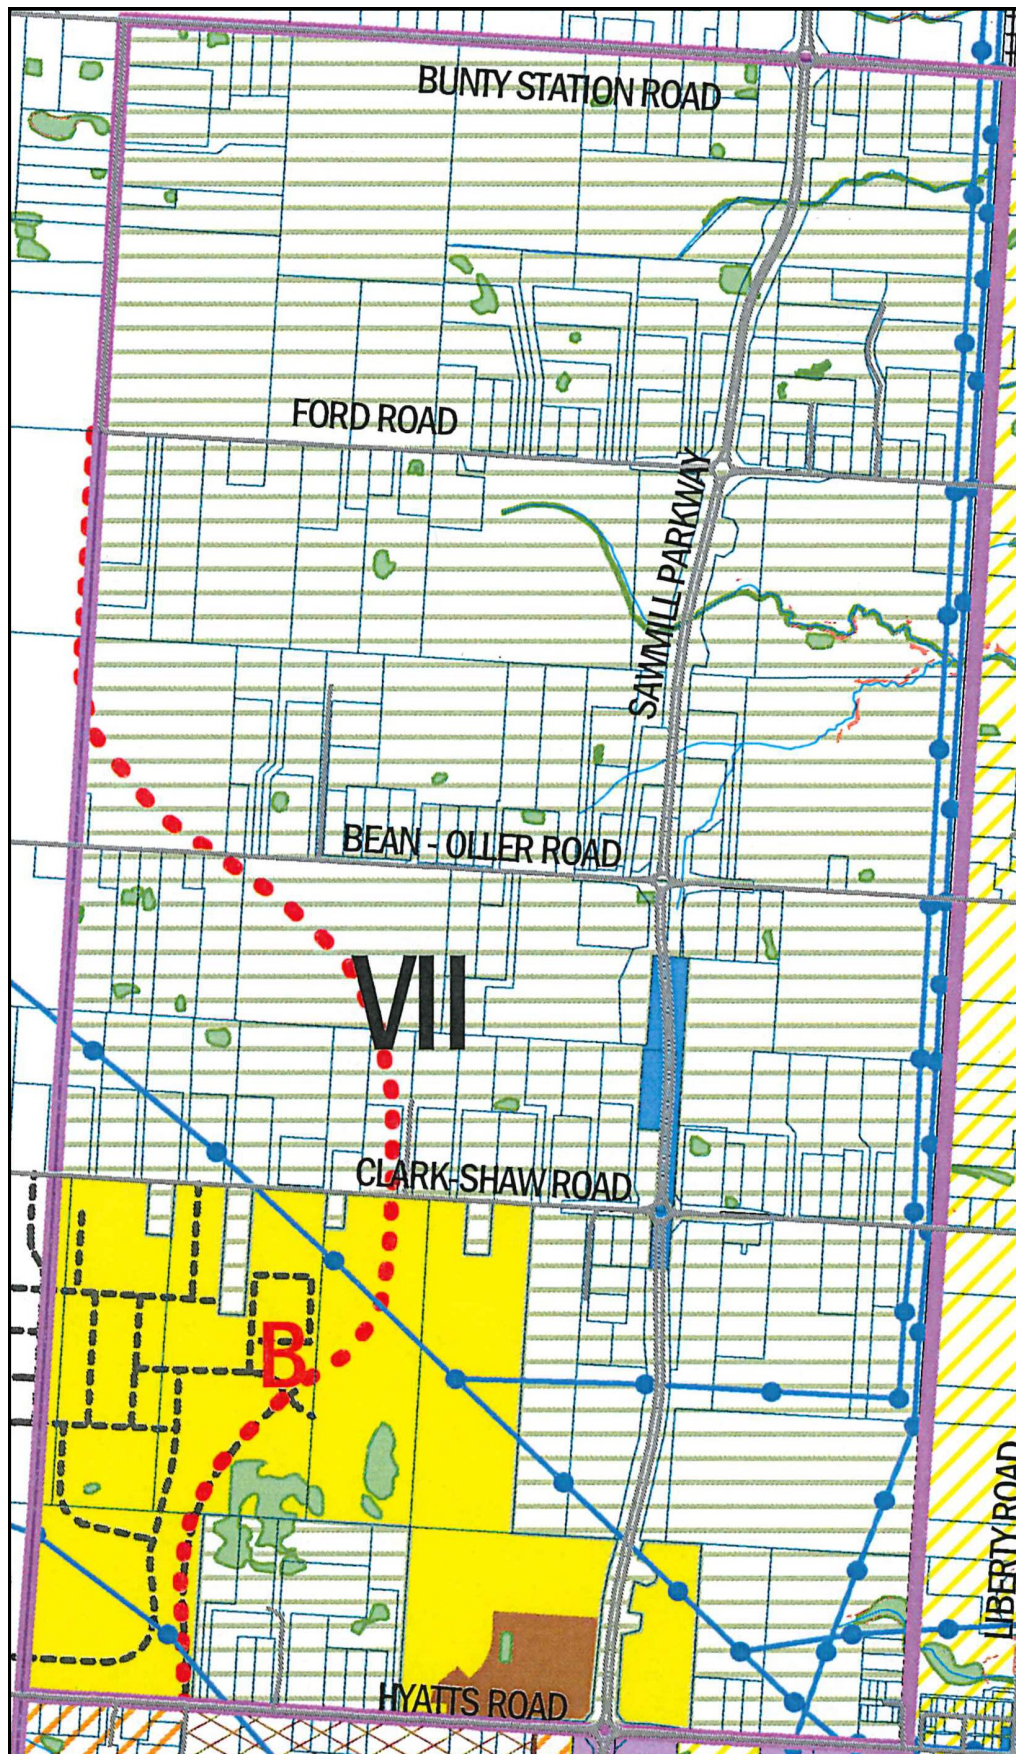 BUNTY STATION ROAD
FORD ROAD
SAWMILL PARKWAY
BEAN - OLLER ROAD
VII
CLARK-SHAW ROAD
B
LIBERTY ROAD
HYATTS ROAD